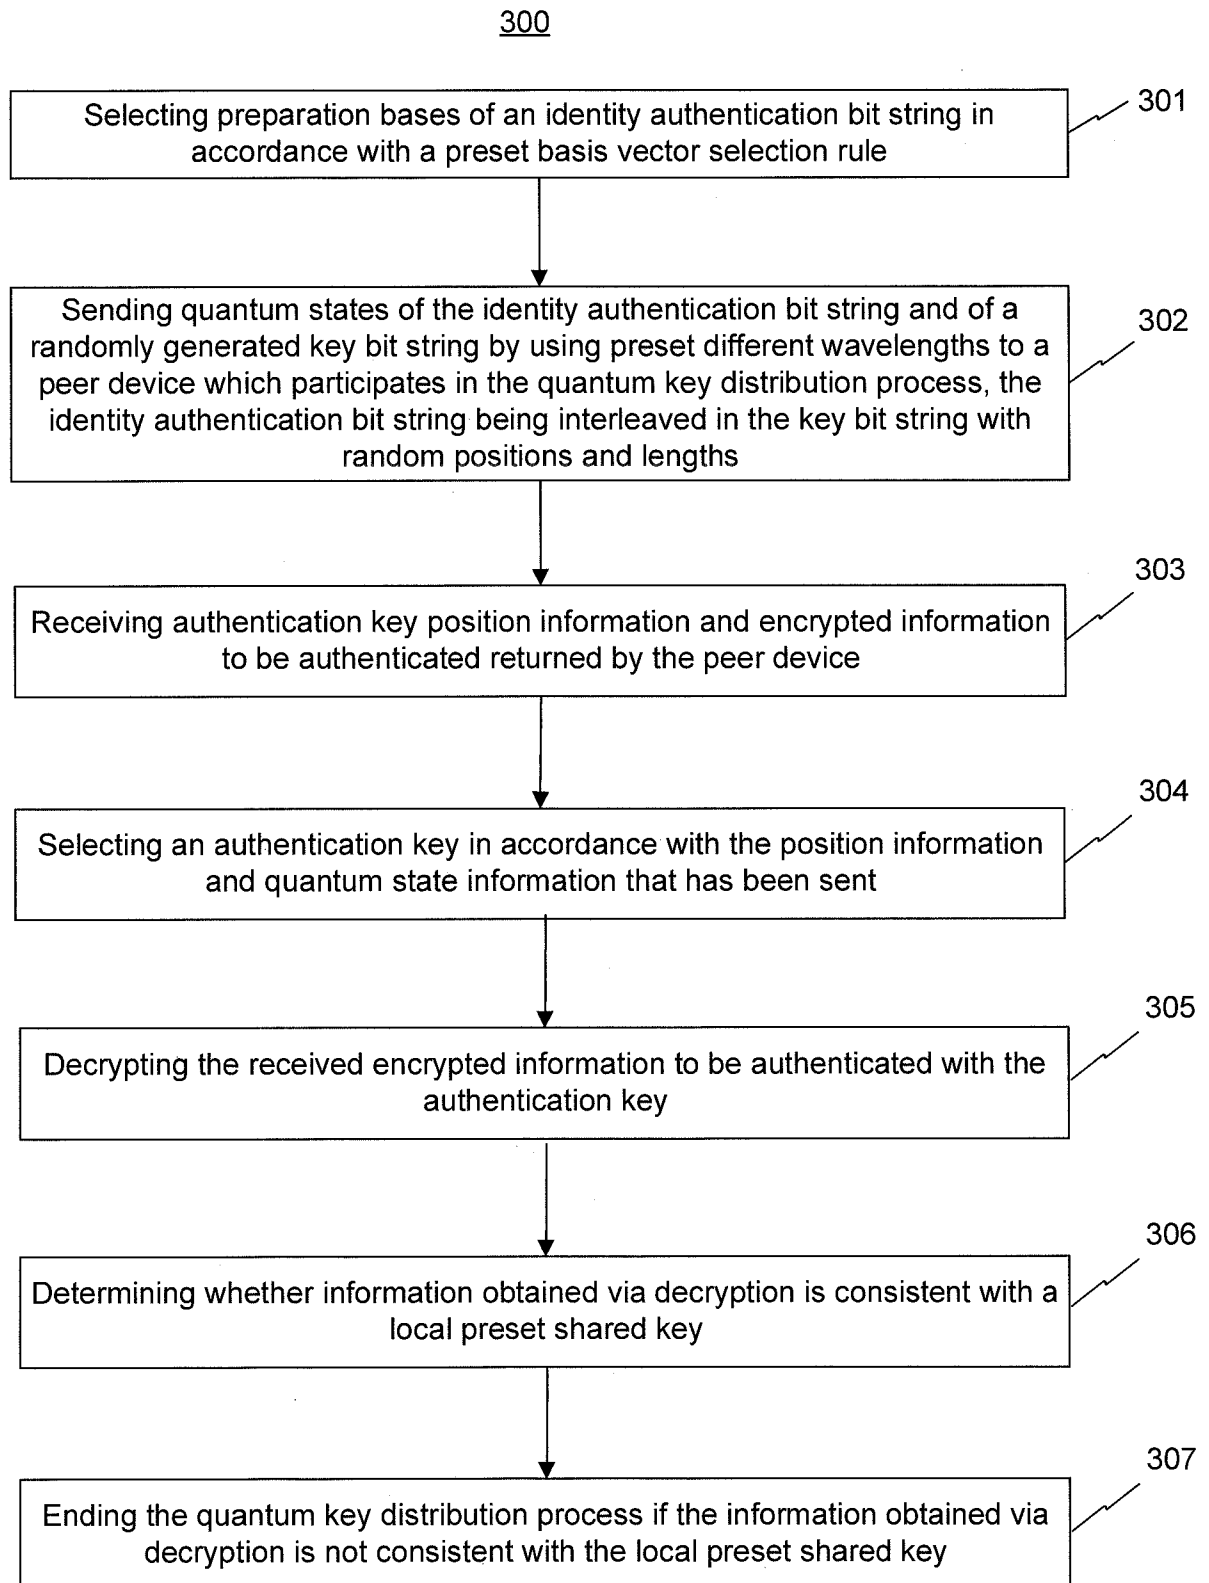 300
301
Selecting preparation bases of an identity authentication bit string in
accordance with a preset basis vector selection rule
302
Sending quantum states of the identity authentication bit string and of a
randomly generated key bit string by using preset different wavelengths to a
peer device which participates in the quantum key distribution process, the
identity authentication bit string being interleaved in the key bit string with
random positions and lengths
303
Receiving authentication key position information and encrypted information
to be authenticated returned by the peer device
304
Selecting an authentication key in accordance with the position information
and quantum state information that has been sent
305
Decrypting the received encrypted information to be authenticated with the
authentication key
306
Determining whether information obtained via decryption is consistent with a
local preset shared key
307
Ending the quantum key distribution process if the information obtained via
decryption is not consistent with the local preset shared key